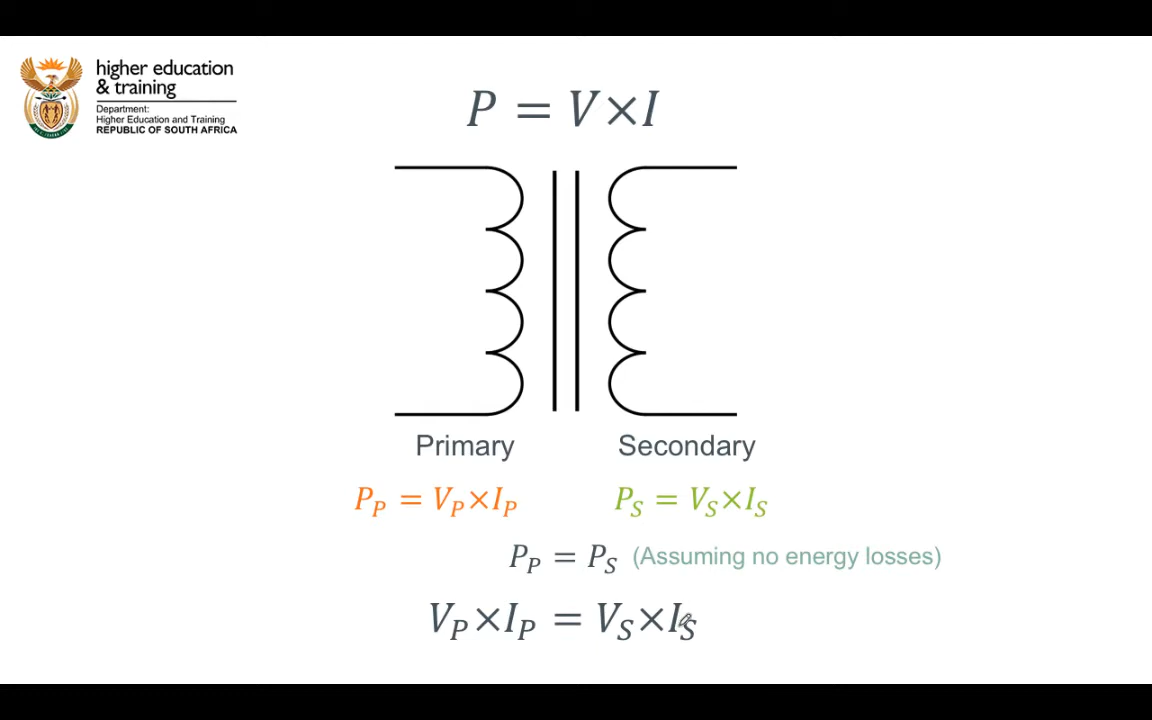 higher education
& training
Department:
Higher Education and Training
REPUBLIC OF SOUTH AFRICA
P = V×I
Primary Secondary
P_P = V_P×I_P P_S = V_S×I_S
P_P = P_S (Assuming no energy losses)
V_P×I_P = V_S×I_S